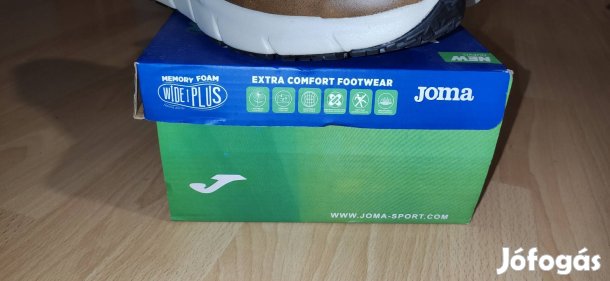 MEMORY FOAM
WIDE PLUS
EXTRA COMFORT FOOTWEAR
Joma
NEW
WWW.JOMA-SPORT.COM
Jófogás